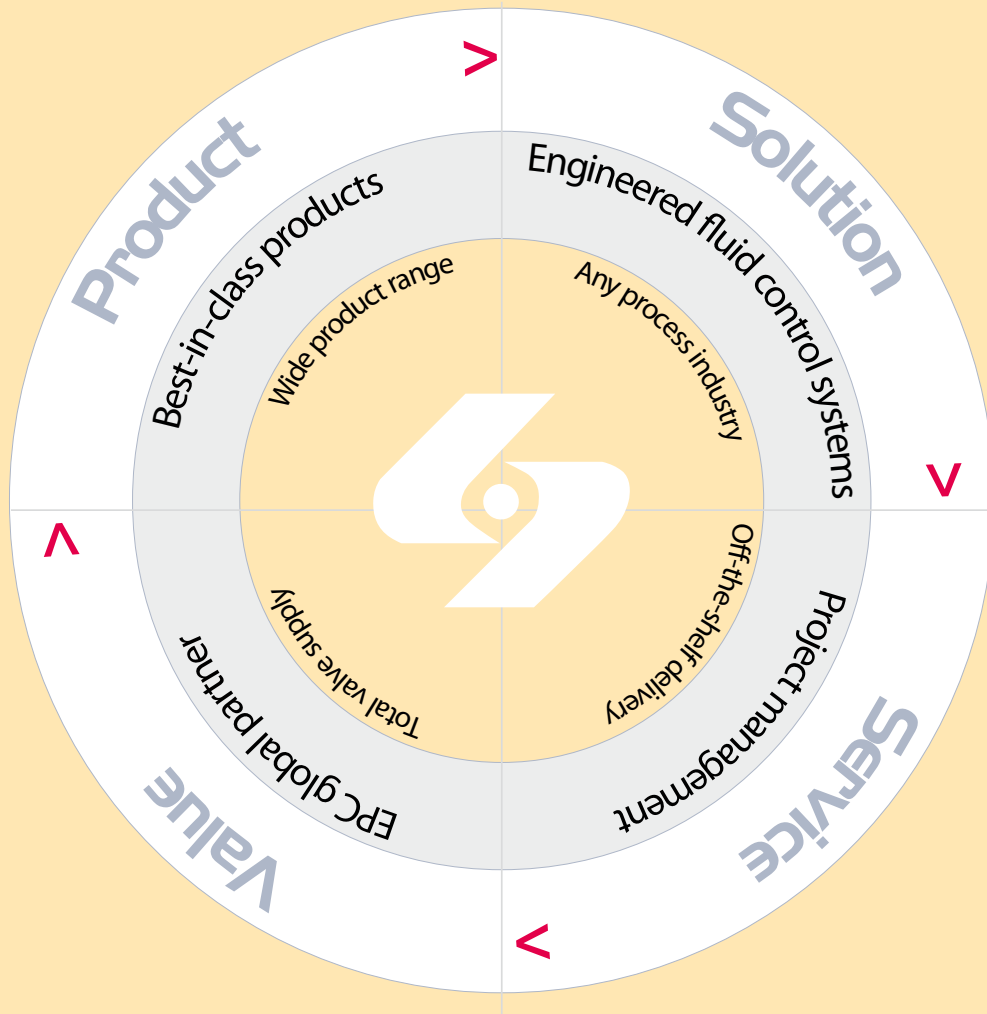 Product
Best-in-class products
Wide product range
>
Solution
Engineered fluid control systems
Any process industry
>
Service
Project management
Off-the-shelf delivery
>
Value
EPC global partner
Total valve supply
>